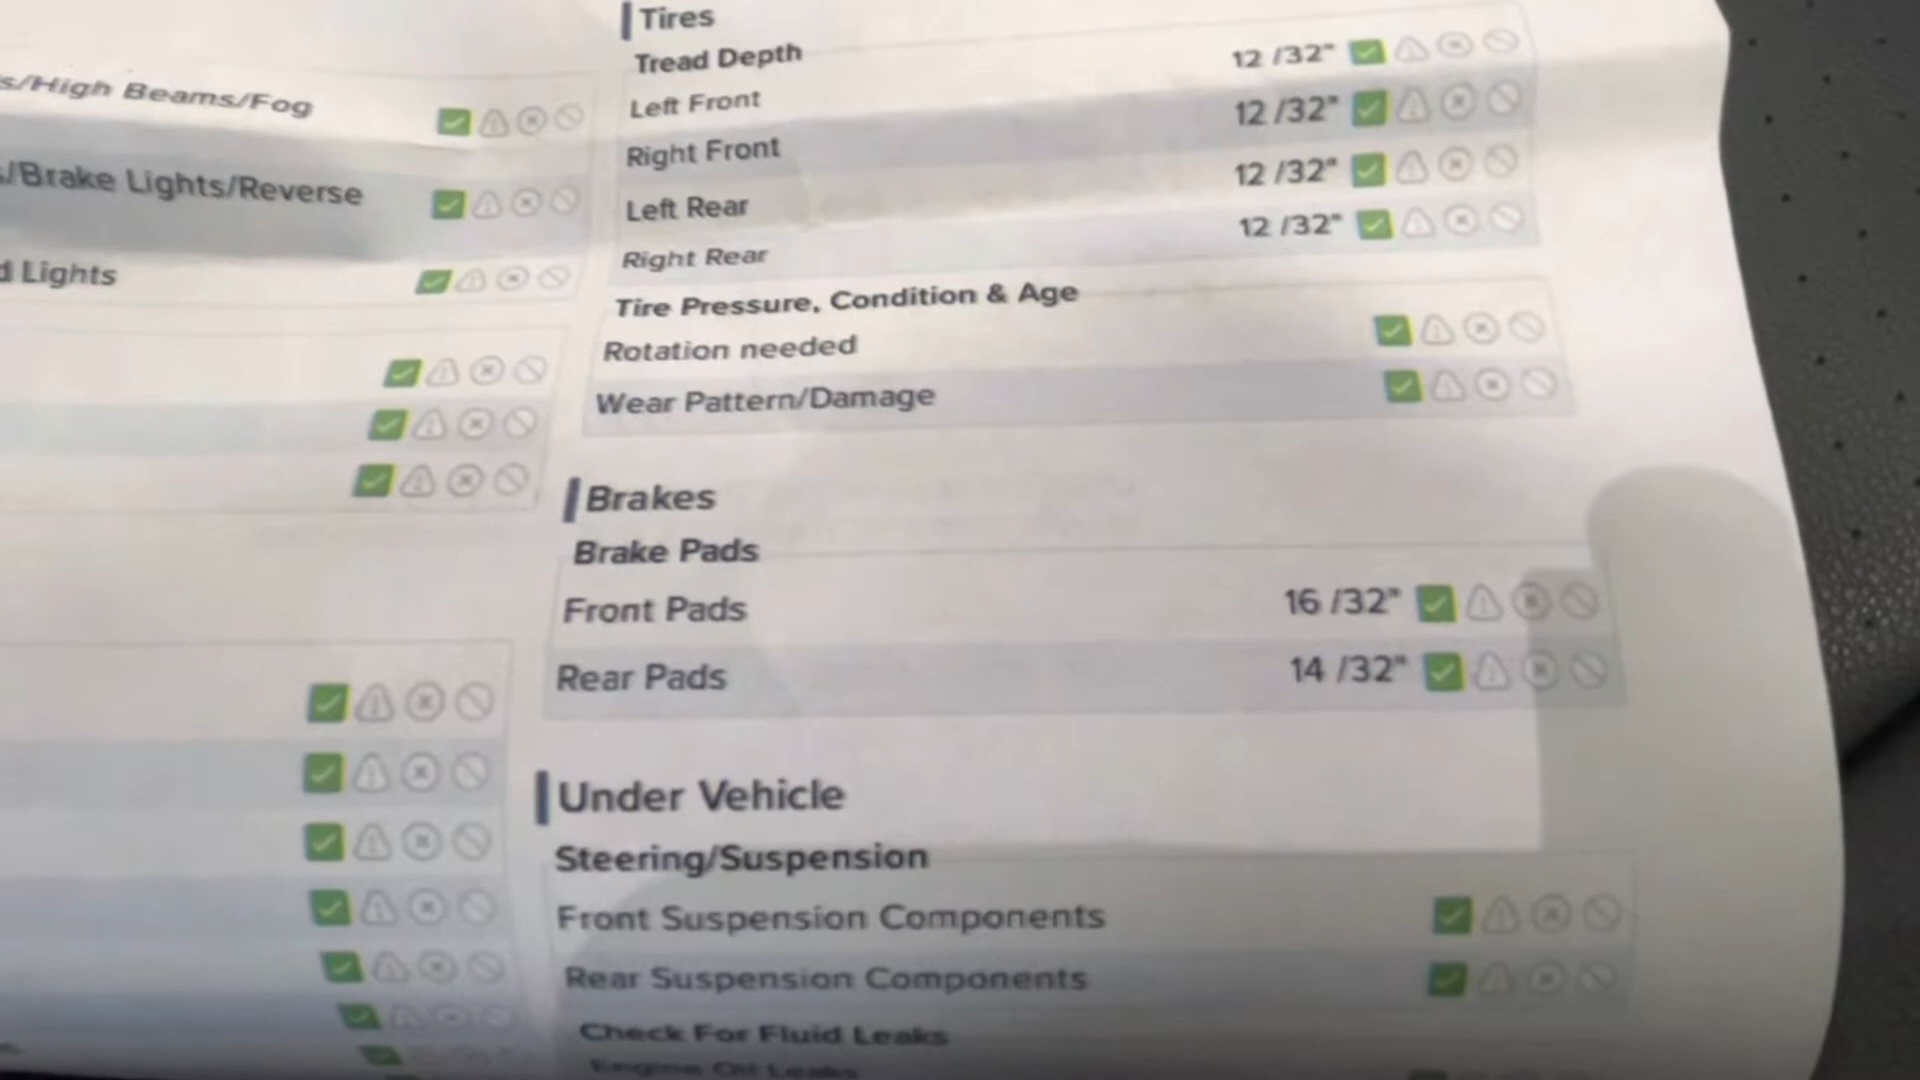 s/High Beams/Fog
s/Brake Lights/Reverse
d Lights
Tires
Tread Depth
Left Front 12 /32"
Right Front 12 /32"
Left Rear 12 /32"
Right Rear 12 /32"
Tire Pressure, Condition & Age
Rotation needed
Wear Pattern/Damage
Brakes
Brake Pads
Front Pads 16 /32"
Rear Pads 14 /32"
Under Vehicle
Steering/Suspension
Front Suspension Components
Rear Suspension Components
Check For Fluid Leaks
Engine Oil Leaks